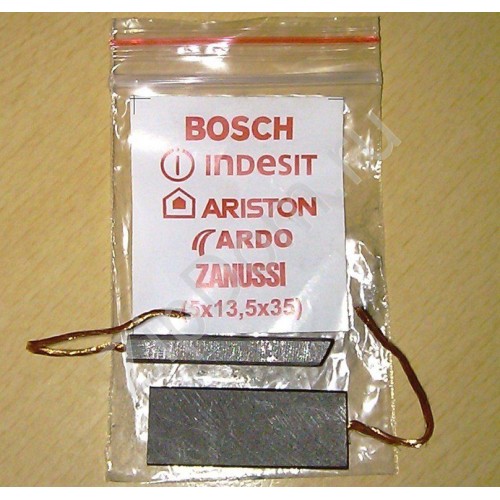 BOSCH
indesit
ARISTON
ARDO
ZANUSSI
(5x13,5x35)